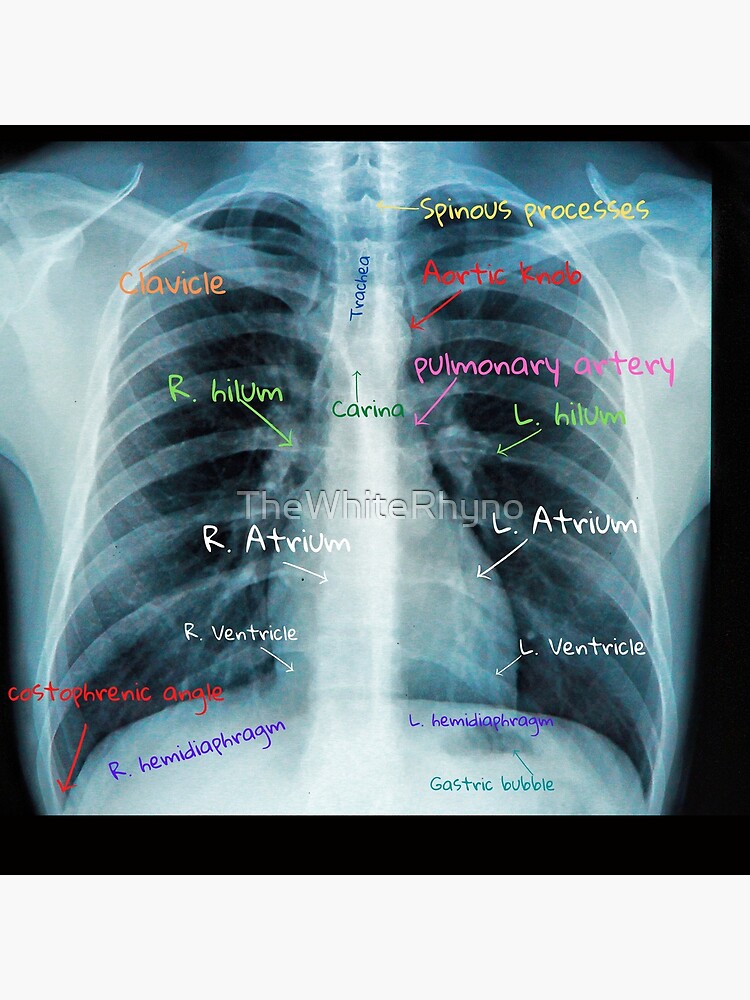 Spinous processes
Clavicle
Trachea
Aortic knob
pulmonary artery
R. hilum
Carina
L. hilum
TheWhiteRhyno
R. Atrium
L. Atrium
R. Ventricle
L. Ventricle
costophrenic angle
R. hemidiaphragm
L. hemidiaphragm
Gastric bubble